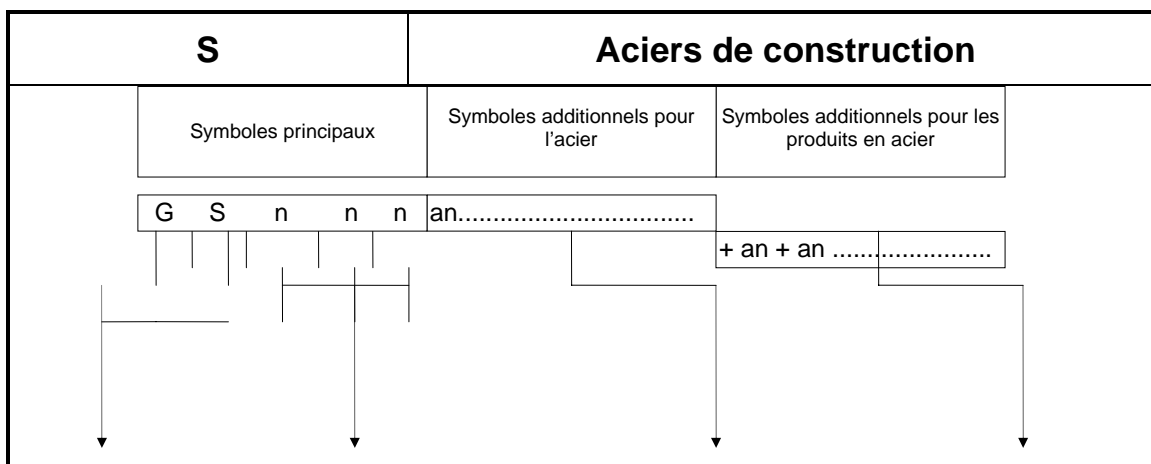 S
Aciers de construction
Symboles principaux
Symboles additionnels pour
l'acier
Symboles additionnels pour les
produits en acier
G S n n n
an.................................
+ an + an ......................